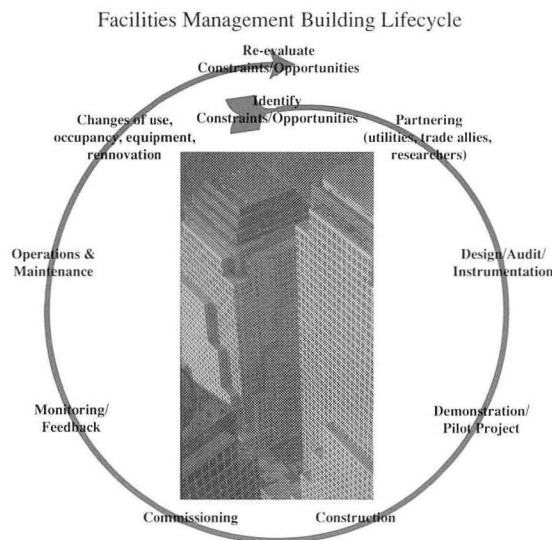 Facilities Management Building Lifecycle
Re-evaluate
Constraints/Opportunities
Identify
Constraints/Opportunities
Partnering
(utilities, trade allies,
researchers)
Design/Audit/
Instrumentation
Demonstration/
Pilot Project
Construction
Commissioning
Monitoring/
Feedback
Operations &
Maintenance
Changes of use,
occupancy, equipment,
rennovation